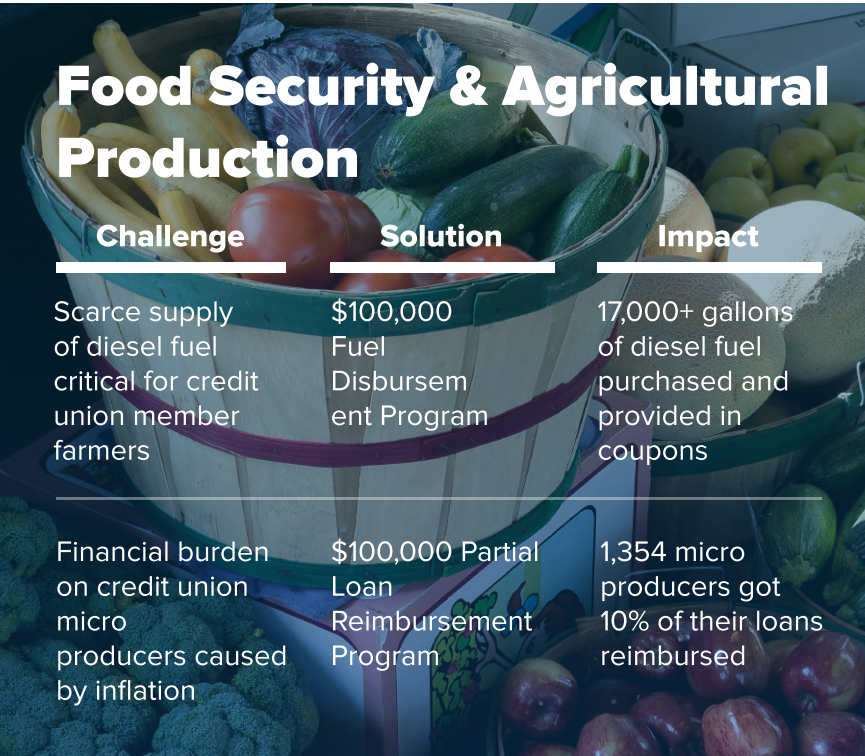 Food Security & Agricultural
Production
Challenge
Solution
Impact
Scarce supply
of diesel fuel
critical for credit
union member
farmers
$100,000
Fuel
Disbursem
ent Program
17,000+ gallons
of diesel fuel
purchased and
provided in
coupons
Financial burden
on credit union
micro
producers caused
by inflation
$100,000 Partial
Loan
Reimbursement
Program
1,354 micro
producers got
10% of their loans
reimbursed